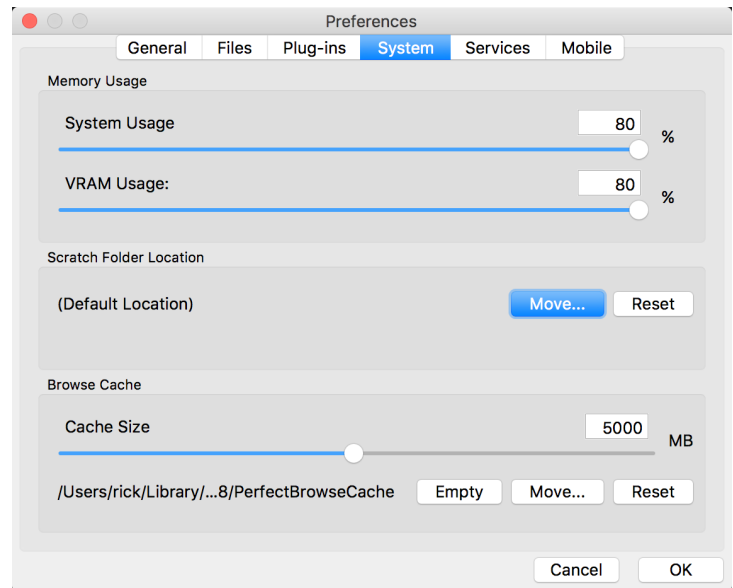 Preferences
General Files Plug-ins System Services Mobile
Memory Usage
System Usage 80 %
VRAM Usage: 80 %
Scratch Folder Location
(Default Location) Move... Reset
Browse Cache
Cache Size 5000 MB
/Users/rick/Library/...8/PerfectBrowseCache Empty Move... Reset
Cancel OK